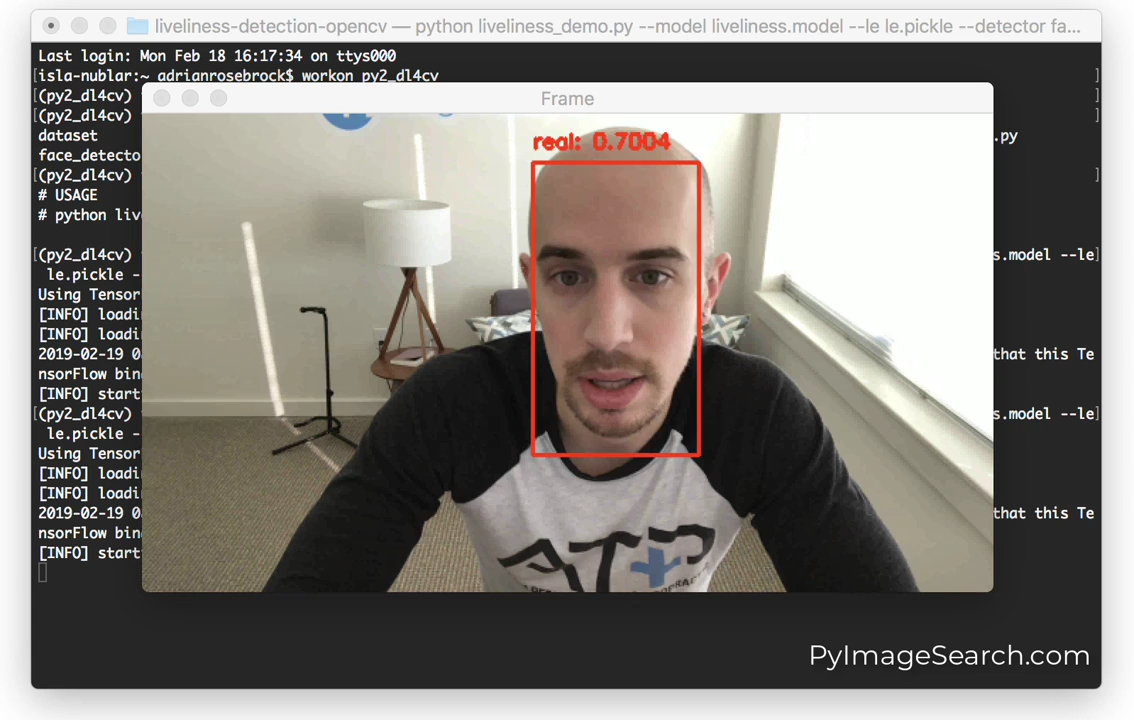 liveliness-detection-opencv — python liveliness_demo.py --model liveliness.model --le le.pickle --detector fa...
Last login: Mon Feb 18 16:17:34 on ttys000
[isla-nublar:~ adrianrosebrock$ workon py2_dl4cv ]
[(py2_dl4cv) ]
Frame
[(py2_dl4cv) ]
dataset .py
real: 0.7004
face_detecto
[(py2_dl4cv) ]
# USAGE
# python liv
[(py2_dl4cv) s.model --le]
le.pickle -
Using Tensor
[INFO] loadi
[INFO] loadi
2019-02-19 0 that this Te
nsorFlow bin
[INFO] start
[(py2_dl4cv) s.model --le]
le.pickle -
Using Tensor
[INFO] loadi
[INFO] loadi
2019-02-19 0 that this Te
nsorFlow bin
[INFO] start
PyImageSearch.com